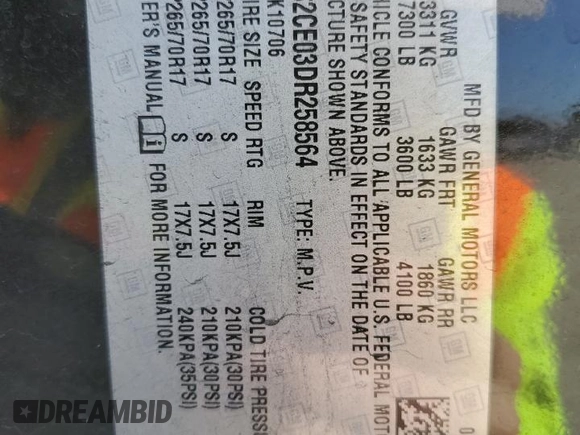 MFD BY GENERAL MOTORS LLC 0
GVWR GAWR FRT GAWR RR
3311 KG 1633 KG 1860 KG
7300 LB 3600 LB 4100 LB
HICLE CONFORMS TO ALL APPLICABLE U.S. FEDERAL MOT
SAFETY STANDARDS IN EFFECT ON THE DATE OF
CTURE SHOWN ABOVE.
2CE03DR258564 TYPE: M.P.V.
K10706
IRE SIZE SPEED RTG RIM COLD TIRE PRESS
265/70R17 S 17X7.5J 210KPA(30PSI)
265/70R17 S 17X7.5J 210KPA(30PSI)
265/70R17 S 17X7.5J 240KPA(35PSI)
ER'S MANUAL FOR MORE INFORMATION.
GM
DREAMBID